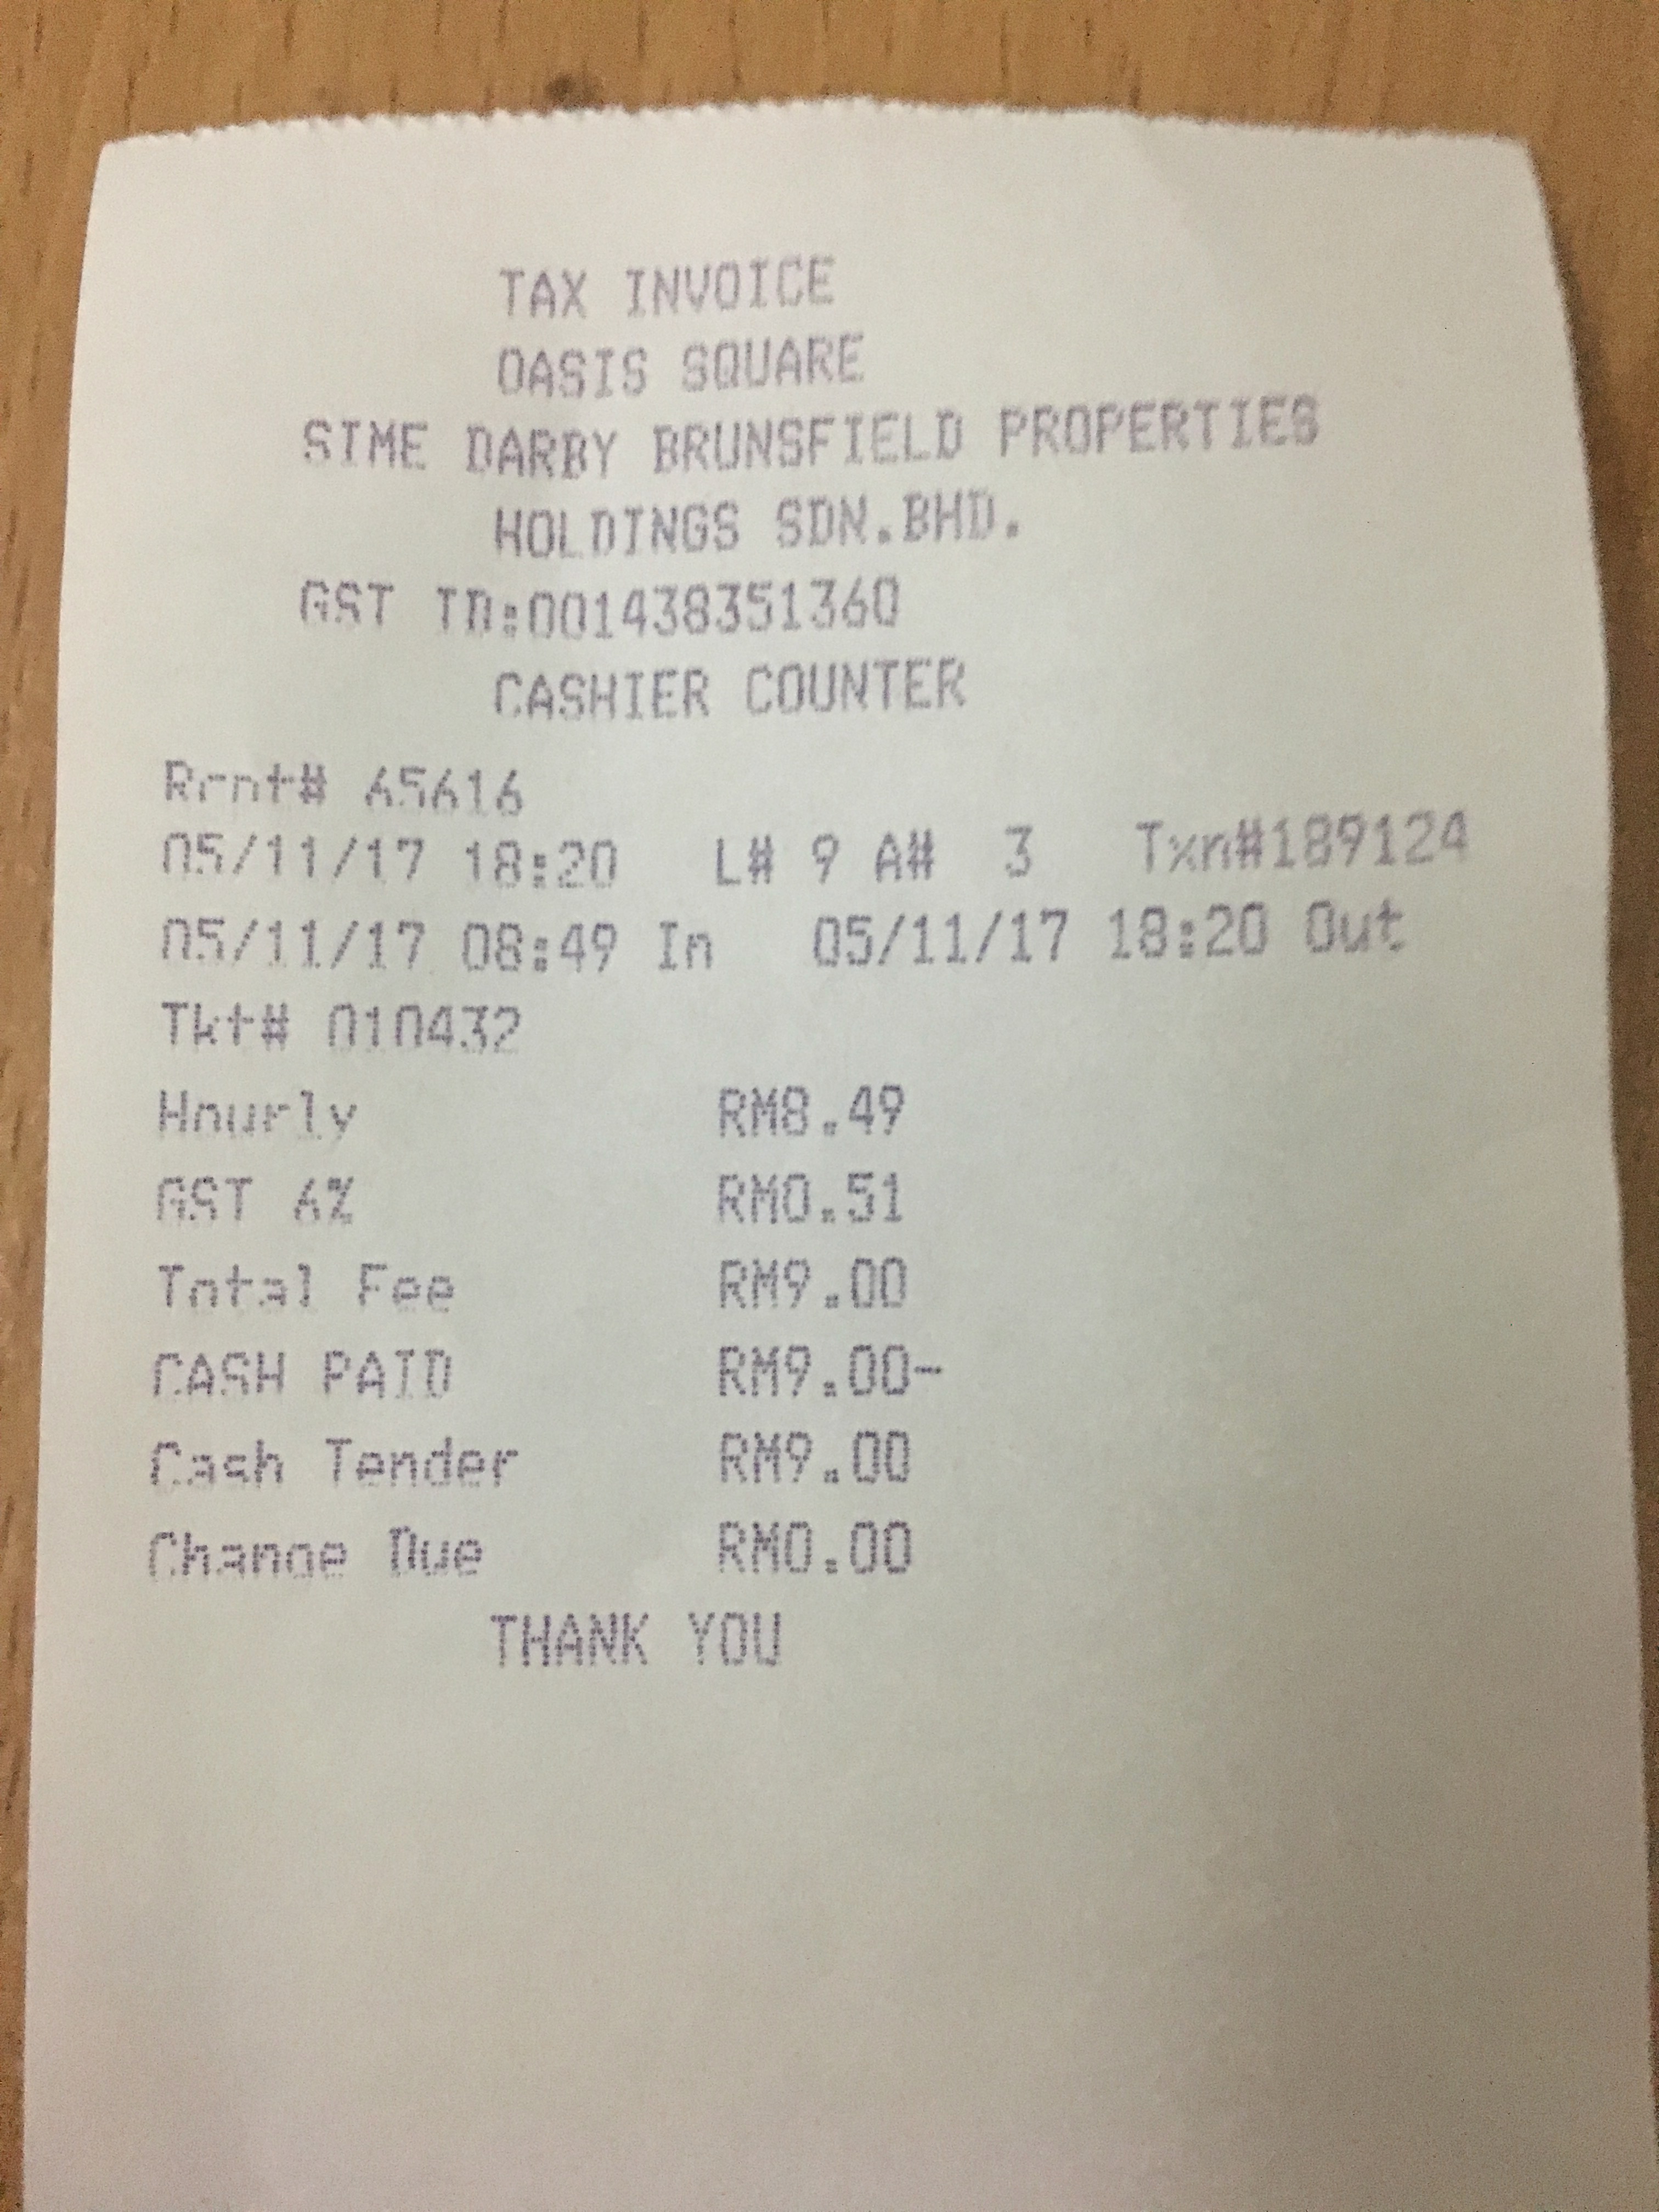 TAX INVOICE
OASIS SQUARE
SIME DARBY BRUNSFIELD PROPERTIES
HOLDINGS SDN.BHD.
GST ID:001438351360
CASHIER COUNTER
Rcpt# 65616
05/11/17 18:20 L# 9 A# 3 Txn#189124
05/11/17 08:49 In 05/11/17 18:20 Out
Tkt# 010432
Hourly RM8.49
GST 6% RM0.51
Total Fee RM9.00
CASH PAID RM9.00-
Cash Tender RM9.00
Change Due RM0.00
THANK YOU